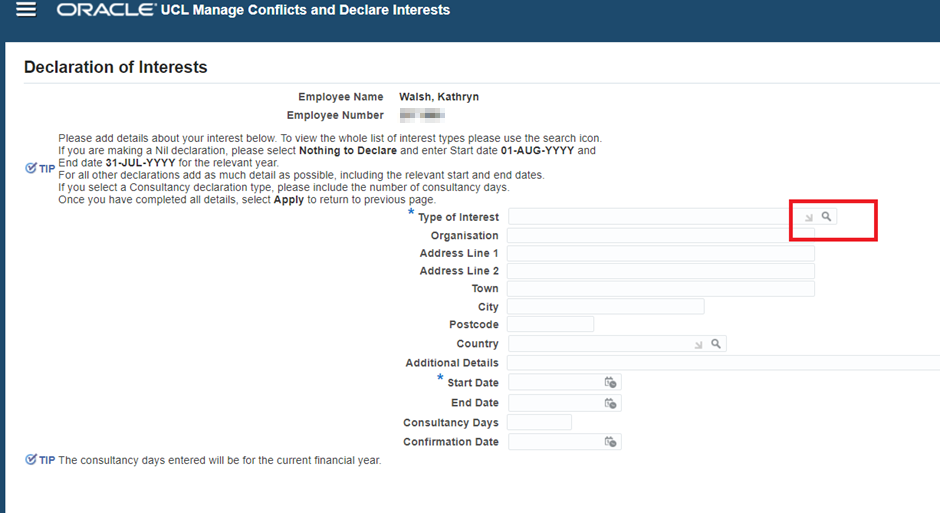 ORACLE® UCL Manage Conflicts and Declare Interests
Declaration of Interests
Employee Name Walsh, Kathryn
Employee Number
Please add details about your interest below. To view the whole list of interest types please use the search icon.
If you are making a Nil declaration, please select Nothing to Declare and enter Start date 01-AUG-YYYY and
TIP End date 31-JUL-YYYY for the relevant year.
For all other declarations add as much detail as possible, including the relevant start and end dates.
If you select a Consultancy declaration type, please include the number of consultancy days.
Once you have completed all details, select Apply to return to previous page.
* Type of Interest
Organisation
Address Line 1
Address Line 2
Town
City
Postcode
Country
Additional Details
* Start Date
End Date
Consultancy Days
Confirmation Date
TIP The consultancy days entered will be for the current financial year.